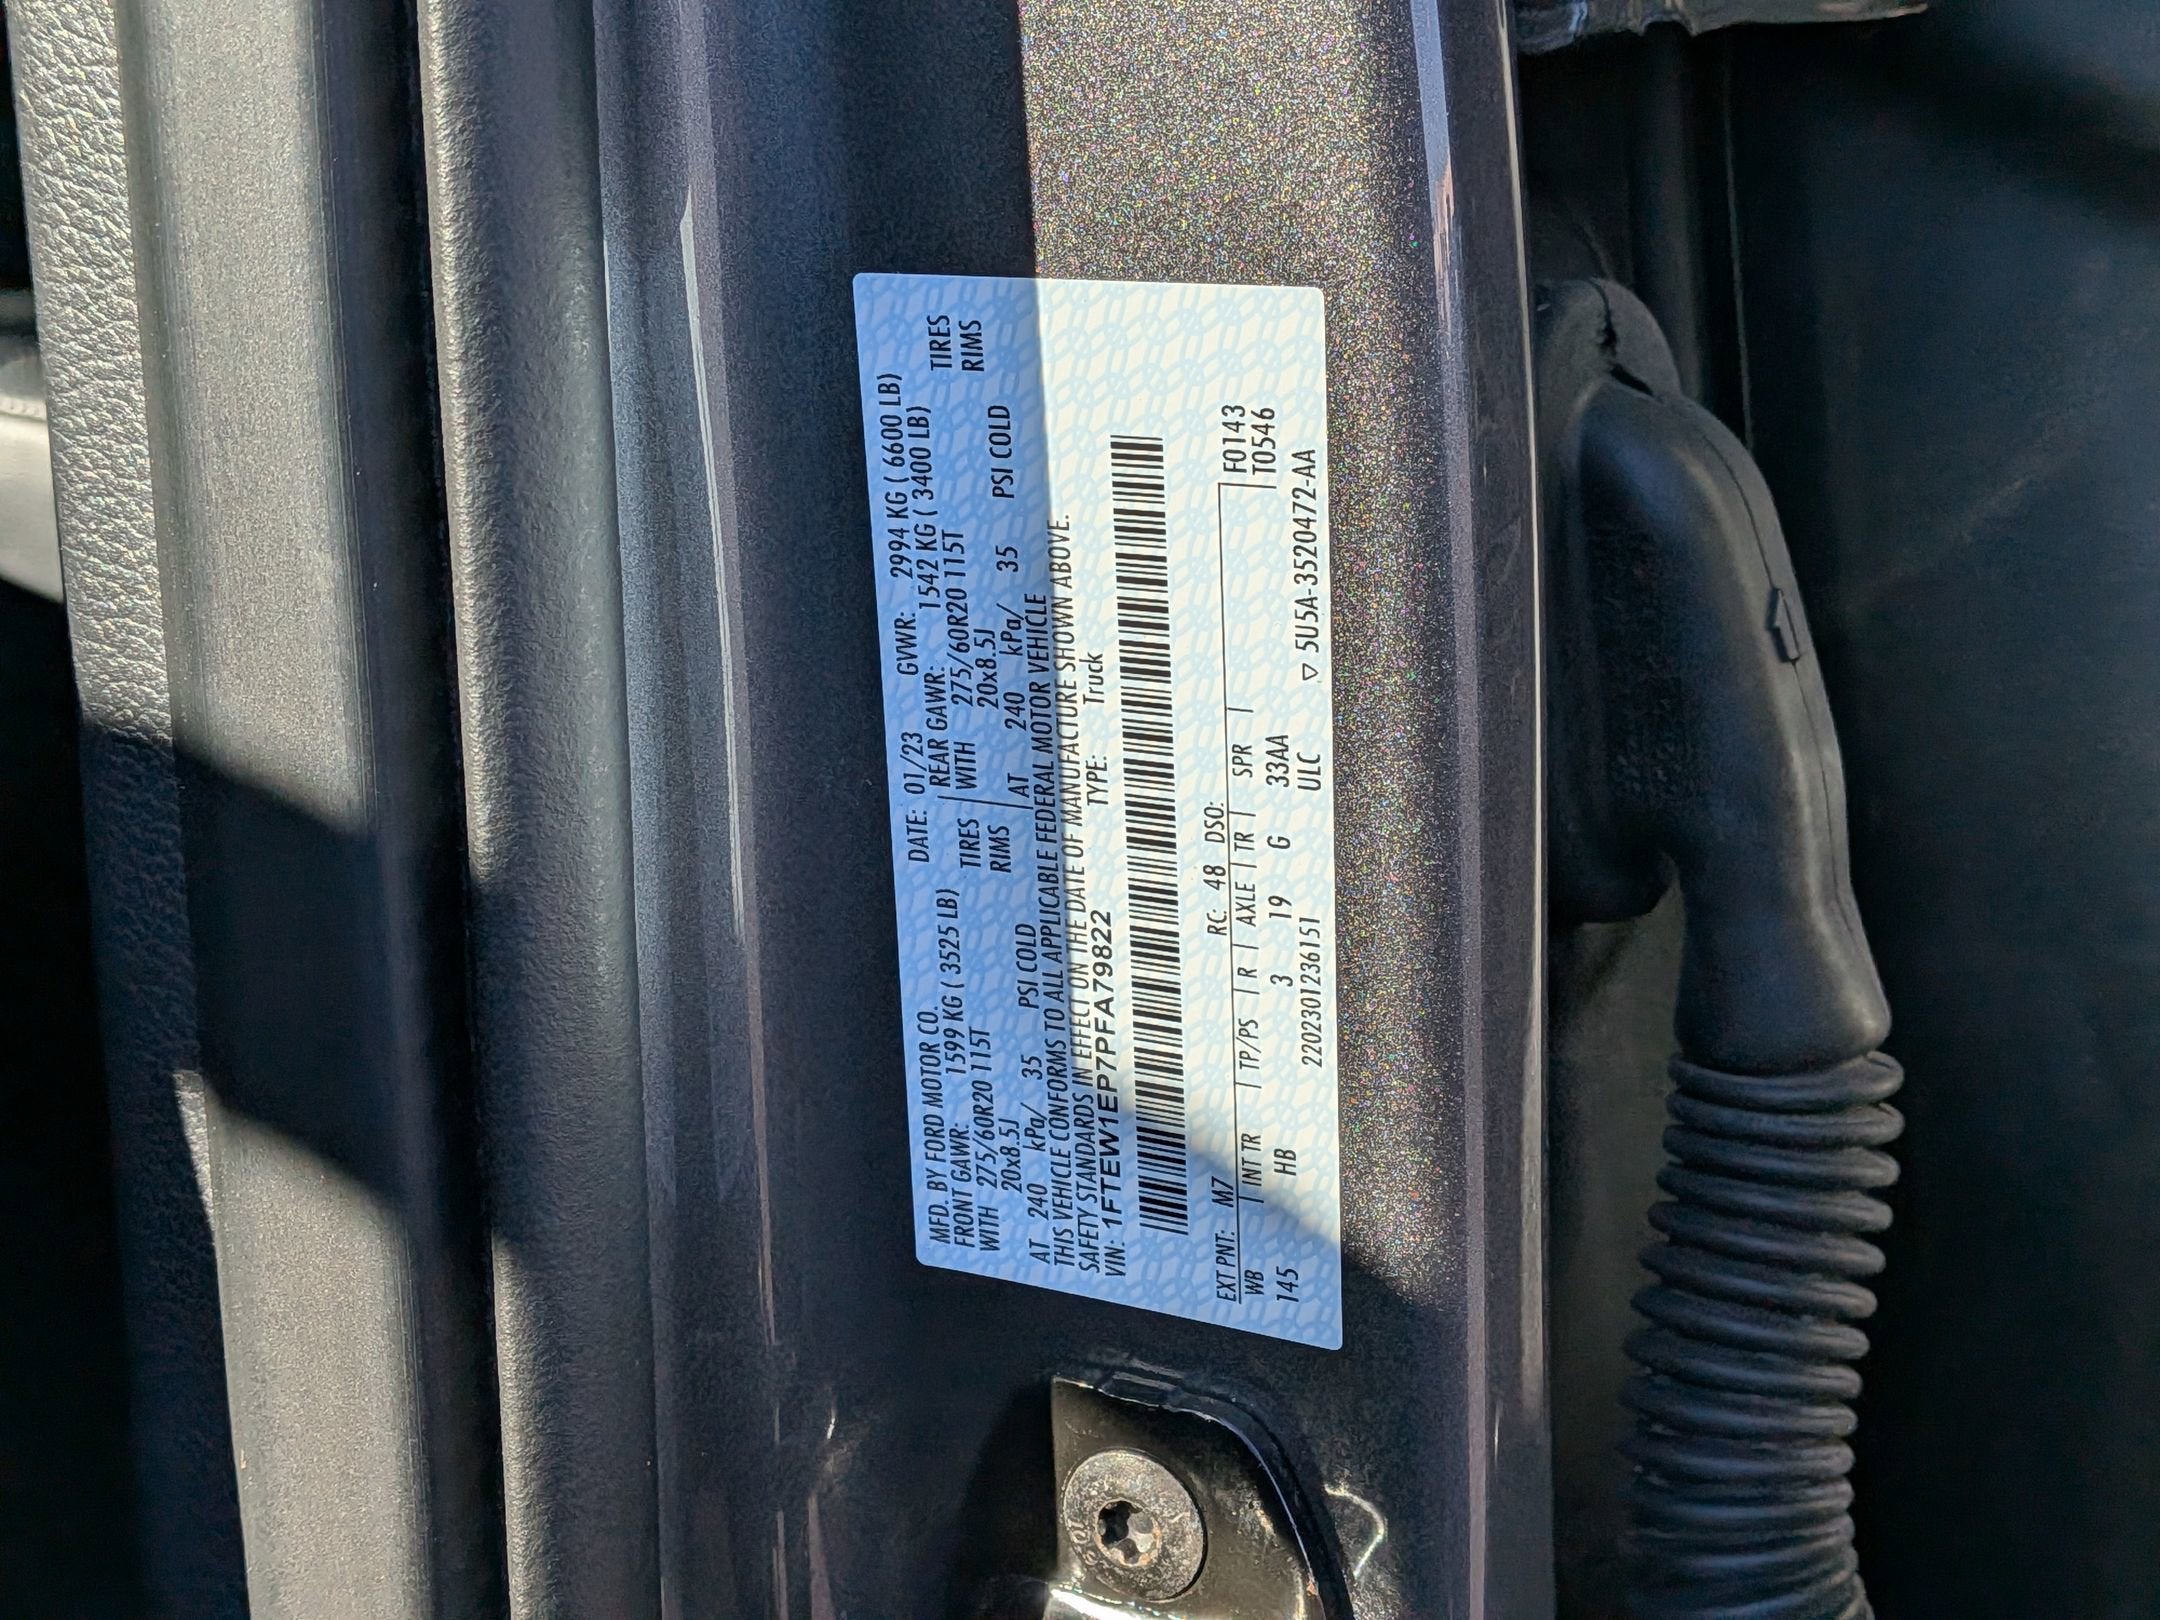 MFD. BY FORD MOTOR CO. DATE: 01/23 GVWR: 2994 KG ( 6600 LB)
FRONT GAWR: 1599 KG ( 3525 LB) REAR GAWR: 1542 KG ( 3400 LB)
WITH 275/60R20 115T TIRES WITH 275/60R20 115T TIRES
20x8.5J RIMS 20x8.5J RIMS
AT 240 kPa/ 35 PSI COLD AT 240 kPa/ 35 PSI COLD
THIS VEHICLE CONFORMS TO ALL APPLICABLE FEDERAL MOTOR VEHICLE
SAFETY STANDARDS IN EFFECT ON THE DATE OF MANUFACTURE SHOWN ABOVE.
VIN: 1FTEW1EP7PFA79822 TYPE: Truck
EXT PNT: M7 RC: 48 DSO: F0143
WB INT TR TP/PS R AXLE TR SPR T0546
145 HB 3 19 G 33AA
2202301236151 ULC ▽ 5U5A-3520472-AA